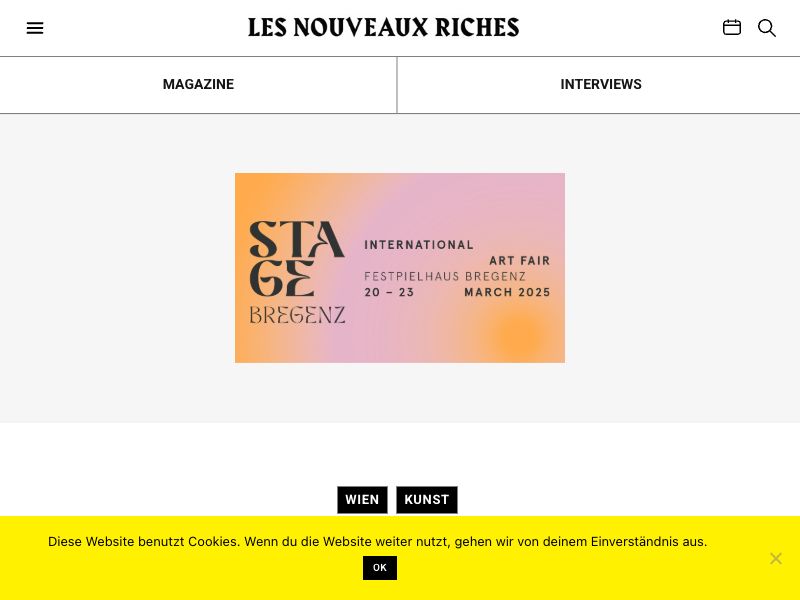 LES NOUVEAUX RICHES
MAGAZINE
INTERVIEWS
STA
GE
BREGENZ
INTERNATIONAL
ART FAIR
FESTPIELHAUS BREGENZ
20 – 23 MARCH 2025
WIEN
KUNST
Diese Website benutzt Cookies. Wenn du die Website weiter nutzt, gehen wir von deinem Einverständnis aus.
OK